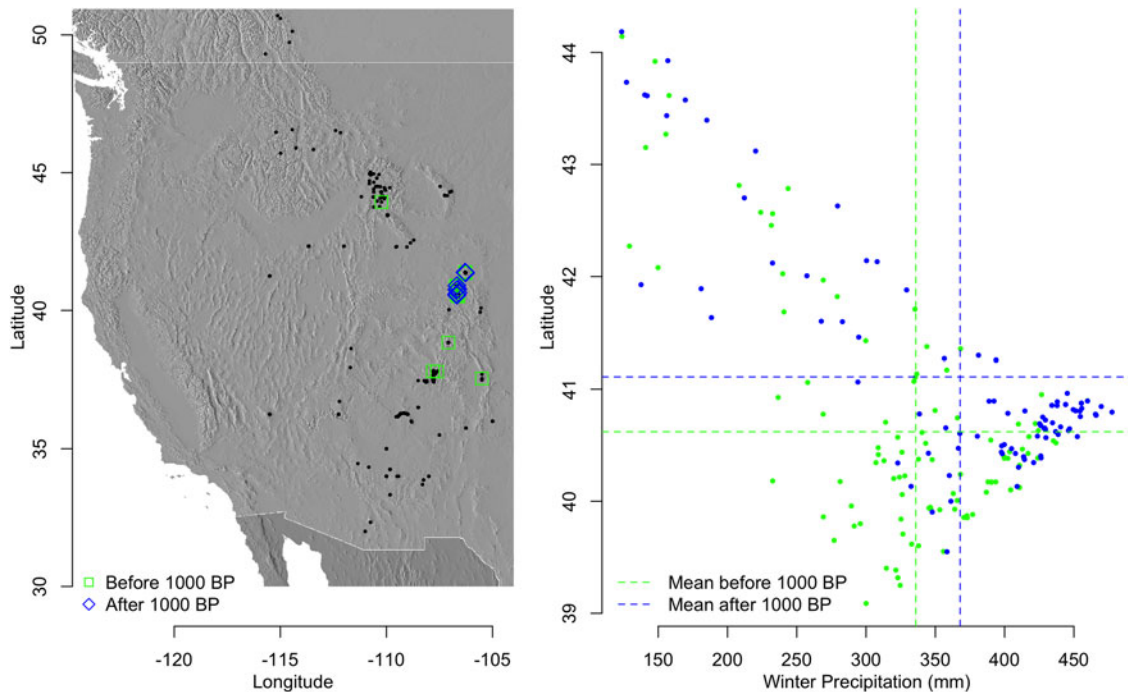 50
45
40
35
30
Latitude
Before 1000 BP
After 1000 BP
-120 -115 -110 -105
Longitude
44
43
42
41
40
39
Latitude
Mean before 1000 BP
Mean after 1000 BP
150 200 250 300 350 400 450
Winter Precipitation (mm)